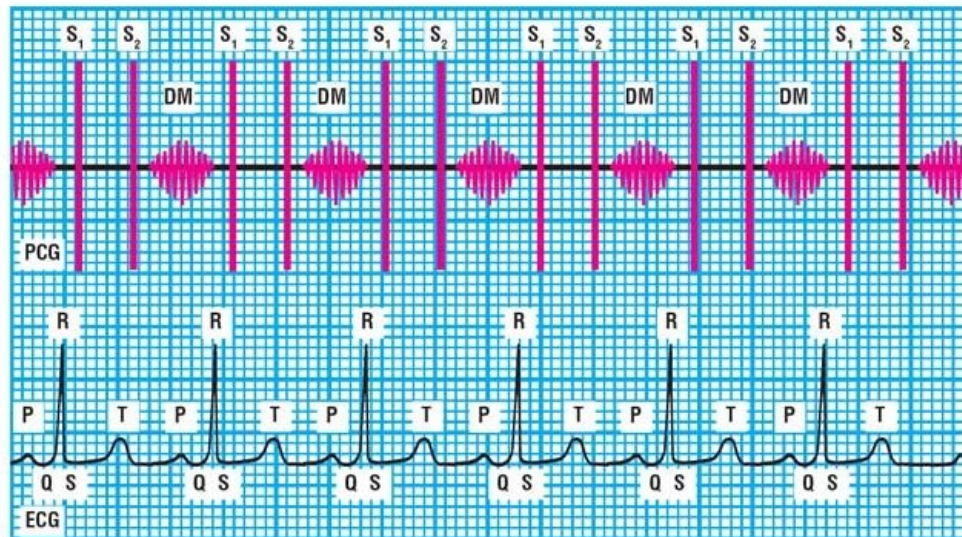 S₁ S₂ S₁ S₂ S₁ S₂ S₁ S₂ S₁ S₂ S₁ S₂
DM DM DM DM DM
PCG
R R R R R R
P T P T P T P T P T P T
Q S Q S Q S Q S Q S Q S
ECG